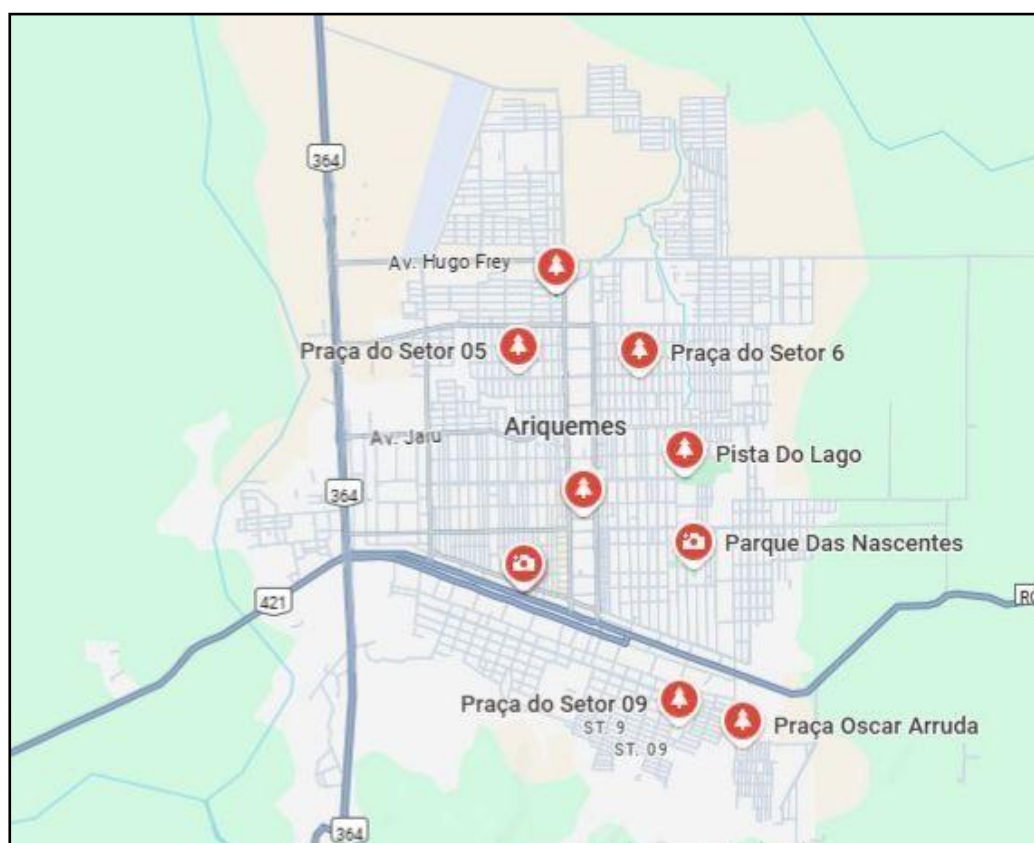 364
Av. Hugo Frey
Praça do Setor 05
Praça do Setor 6
Ariquemes
Av. Jaru
Pista Do Lago
364
Parque Das Nascentes
421
RO
Praça do Setor 09
Praça Oscar Arruda
ST. 9
ST. 09
364